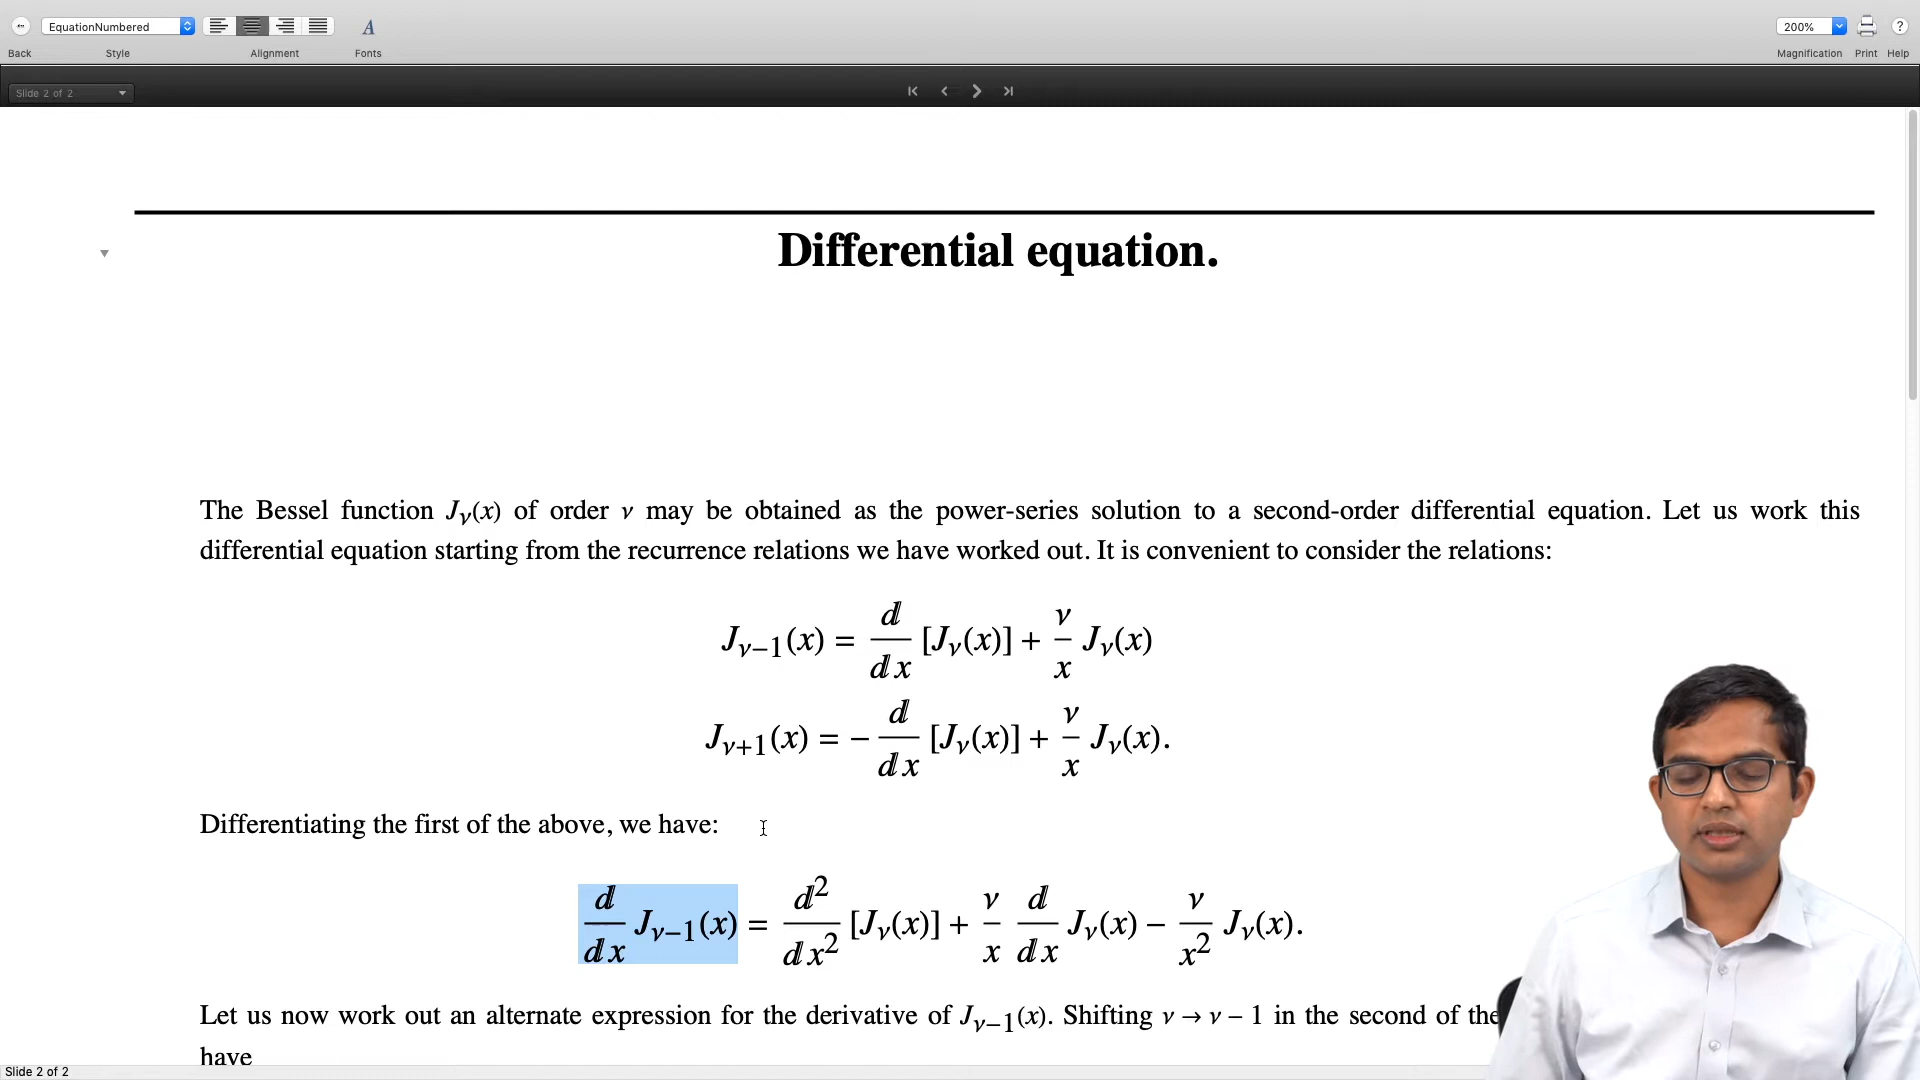 EquationNumbered
200%
Back
Style
Alignment
Fonts
Magnification
Print
Help
Slide 2 of 2
Differential equation.
The Bessel function J_ν(x) of order ν may be obtained as the power-series solution to a second-order differential equation. Let us work this
differential equation starting from the recurrence relations we have worked out. It is convenient to consider the relations:
J_{ν−1}(x) = d/dx [J_ν(x)] + ν/x J_ν(x)
J_{ν+1}(x) = − d/dx [J_ν(x)] + ν/x J_ν(x).
Differentiating the first of the above, we have:
d/dx J_{ν−1}(x) = d²/dx² [J_ν(x)] + ν/x d/dx J_ν(x) − ν/x² J_ν(x).
Let us now work out an alternate expression for the derivative of J_{ν−1}(x). Shifting ν → ν − 1 in the second of the
have
Slide 2 of 2